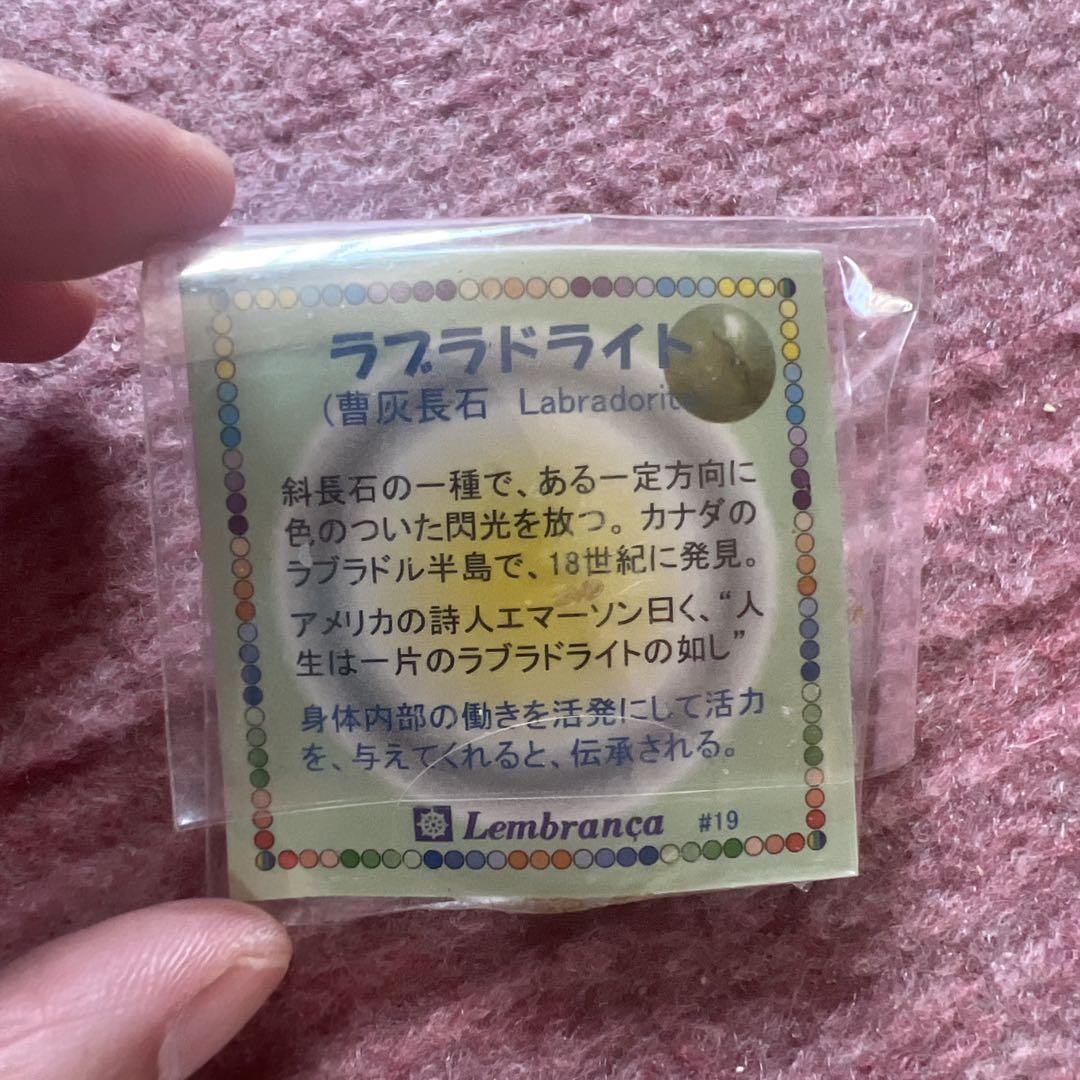 ラブラドライト
(曹灰長石 Labradorite)
斜長石の一種で、ある一定方向に
色のついた閃光を放つ。カナダの
ラブラドル半島で、18世紀に発見。
アメリカの詩人エマーソン曰く、“人
生は一片のラブラドライトの如し”
身体内部の働きを活発にして活力
を、与えてくれると、伝承される。
Lembrança #19